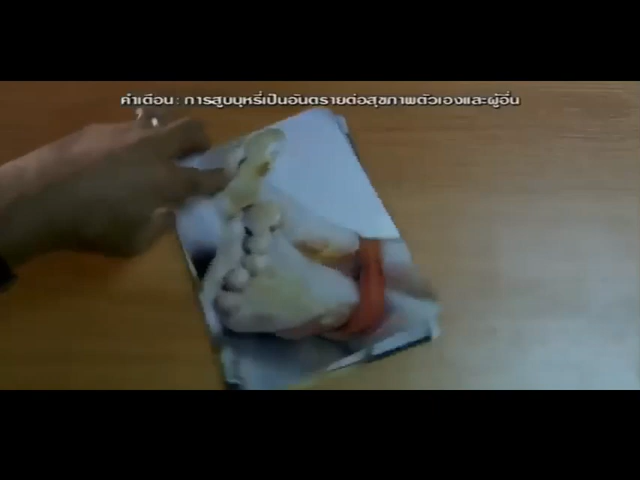 คำเตือน : การสูบบุหรี่เป็นอันตรายต่อสุขภาพตัวเองและผู้อื่น